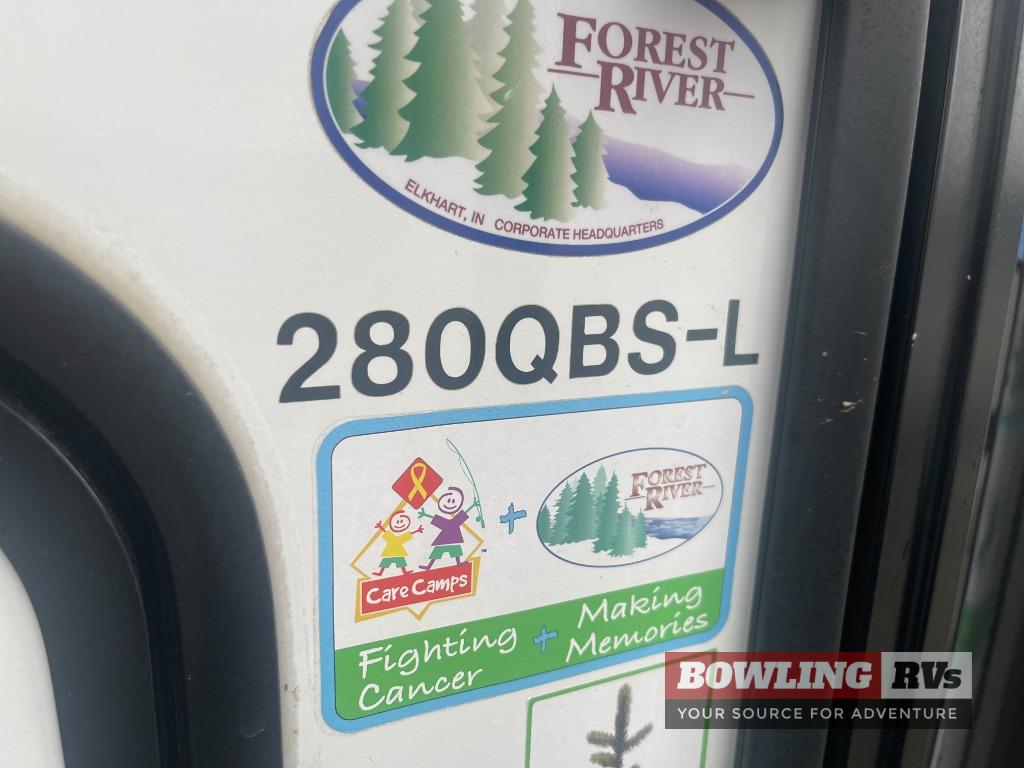 FOREST
RIVER
ELKHART, IN CORPORATE HEADQUARTERS
280QBS-L
FOREST
RIVER
+
Care Camps
Fighting + Making
Cancer Memories
BOWLING RVs
YOUR SOURCE FOR ADVENTURE